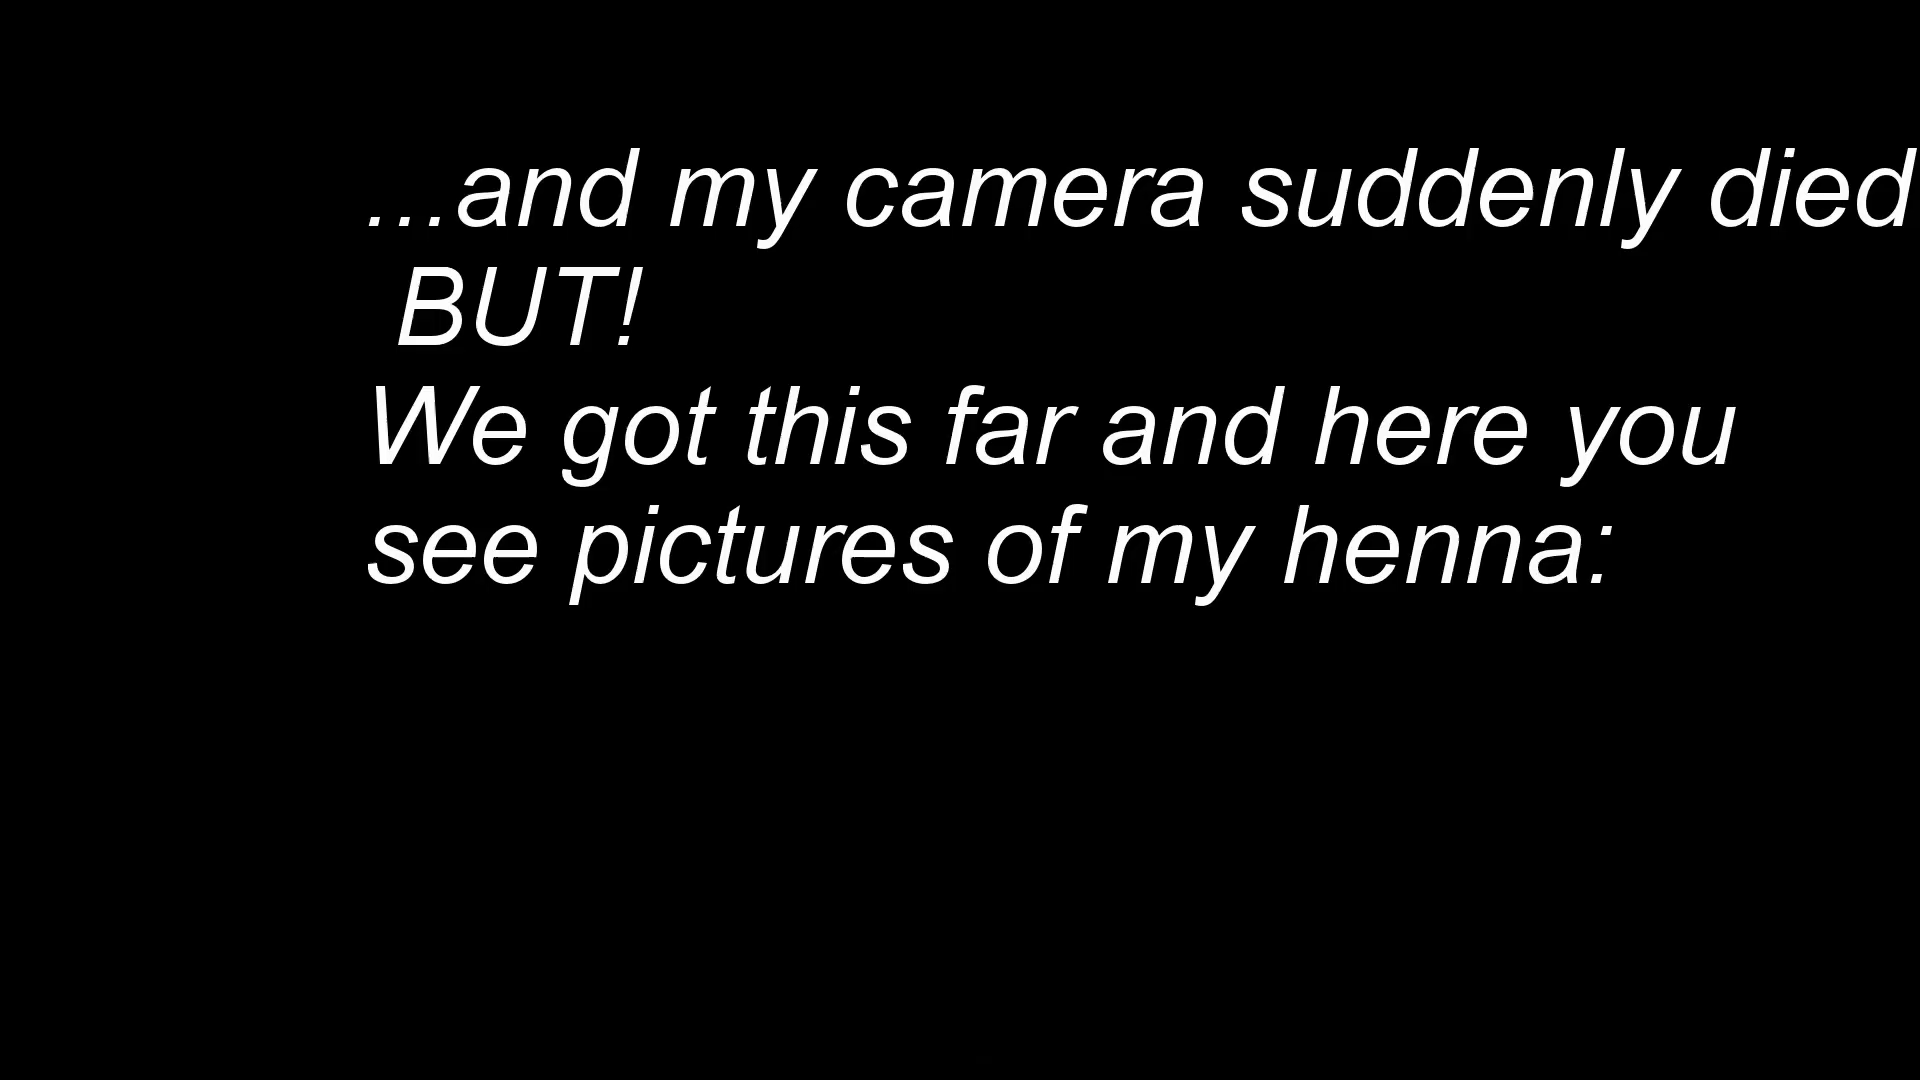 ...and my camera suddenly died
BUT!
We got this far and here you
see pictures of my henna: